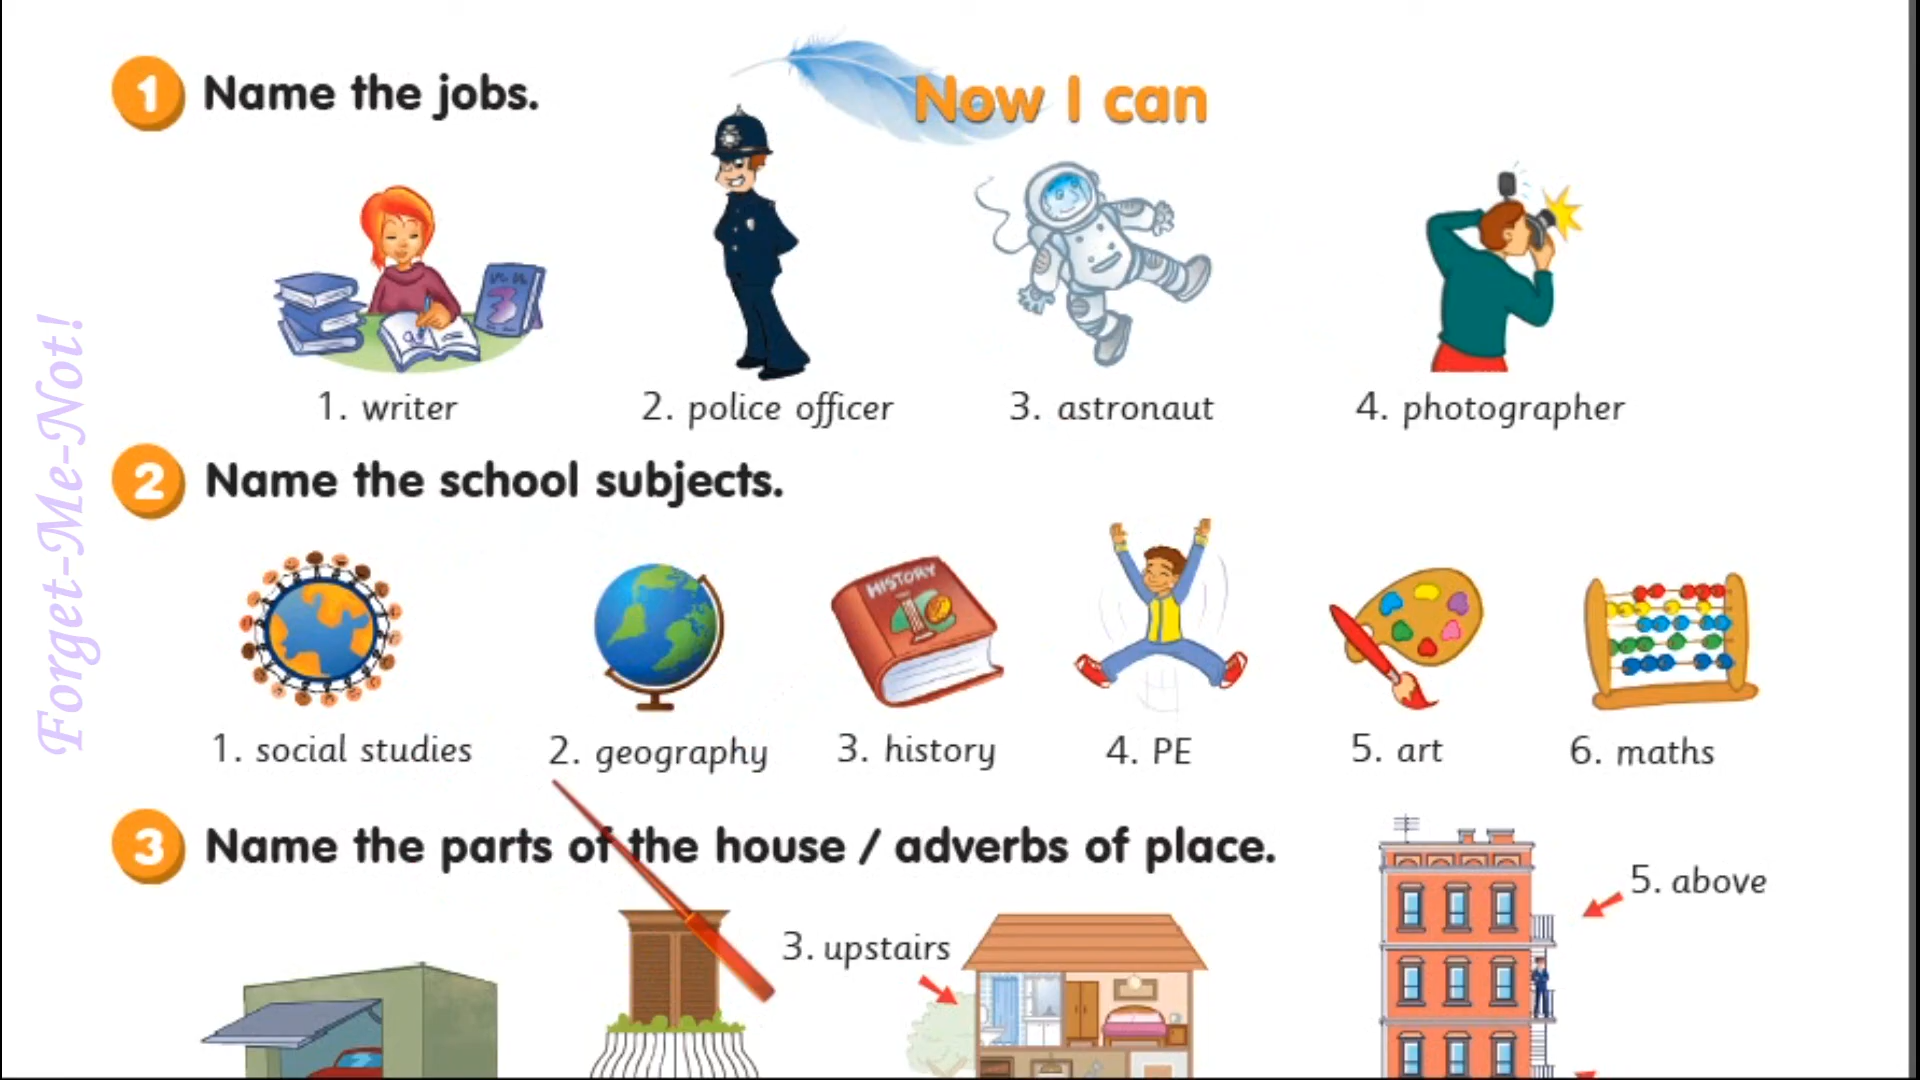 Now I can
1 Name the jobs.
1. writer
2. police officer
3. astronaut
4. photographer
2 Name the school subjects.
HISTORY
1. social studies
2. geography
3. history
4. PE
5. art
6. maths
3 Name the parts of the house / adverbs of place.
3. upstairs
5. above
Forget-Me-Not!